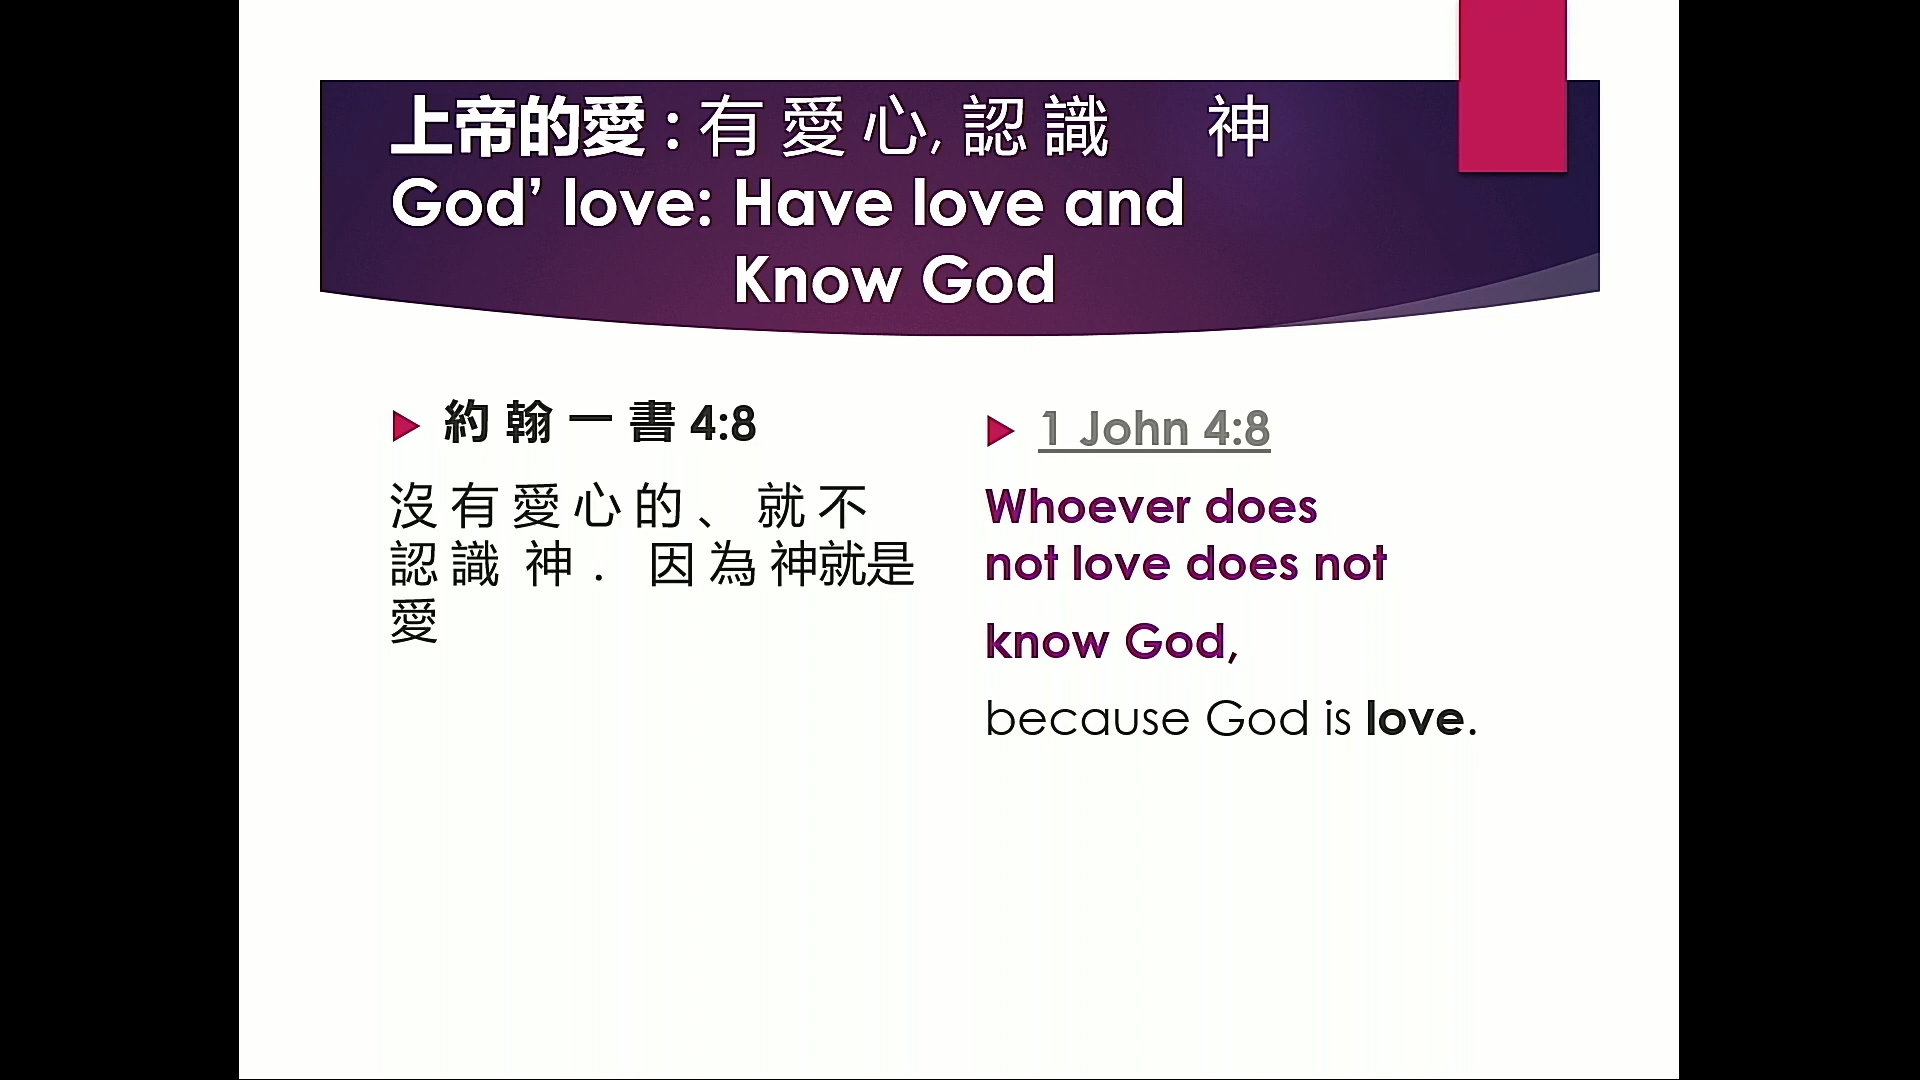 上帝的愛 : 有 愛 心, 認 識 神
God’ love: Have love and
Know God
約 翰 一 書 4:8
沒 有 愛 心 的 、 就 不
認 識 神 . 因 為 神就是
愛
1 John 4:8
Whoever does
not love does not
know God,
because God is love.